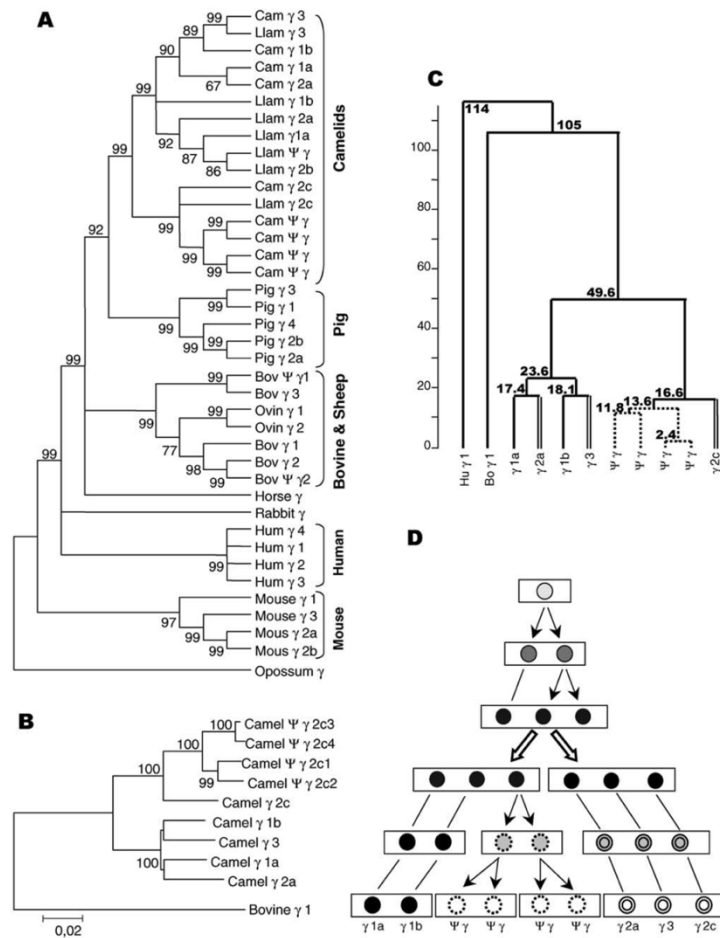 A
Cam γ 3
Llam γ 3
Cam γ 1b
Cam γ 1a
Cam γ 2a
Llam γ 1b
Llam γ 2a
Llam γ1a
Llam Ψ γ
Llam γ 2b
Cam γ 2c
Llam γ 2c
Cam Ψ γ
Cam Ψ γ
Cam Ψ γ
Cam Ψ γ
Pig γ 3
Pig γ 1
Pig γ 4
Pig γ 2b
Pig γ 2a
Bov Ψ γ1
Bov γ 3
Ovin γ 1
Ovin γ 2
Bov γ 1
Bov γ 2
Bov Ψ γ2
Horse γ
Rabbit γ
Hum γ 4
Hum γ 1
Hum γ 2
Hum γ 3
Mouse γ 1
Mouse γ 3
Mous γ 2a
Mous γ 2b
Opossum γ
99
89
90
67
99
92
87
86
99
99
99
99
99
92
99
99
99
99
99
99
99
99
77
98
99
99
99
97
99
99
Camelids
Pig
Bovine & Sheep
Human
Mouse
B
Camel Ψ γ 2c3
Camel Ψ γ 2c4
Camel Ψ γ 2c1
Camel Ψ γ 2c2
Camel γ 2c
Camel γ 1b
Camel γ 3
Camel γ 1a
Camel γ 2a
Bovine γ 1
100
100
99
100
100
0,02
C
114
105
49.6
23.6
17.4
18.1
16.6
13.6
11.8
2.4
100
80
60
40
20
0
Hu γ 1
Bo γ 1
γ 1a
γ 2a
γ 1b
γ 3
Ψ γ
Ψ γ
Ψ γ
Ψ γ
γ 2c
D
γ 1a γ 1b Ψ γ Ψ γ Ψ γ Ψ γ γ 2a γ 3 γ 2c